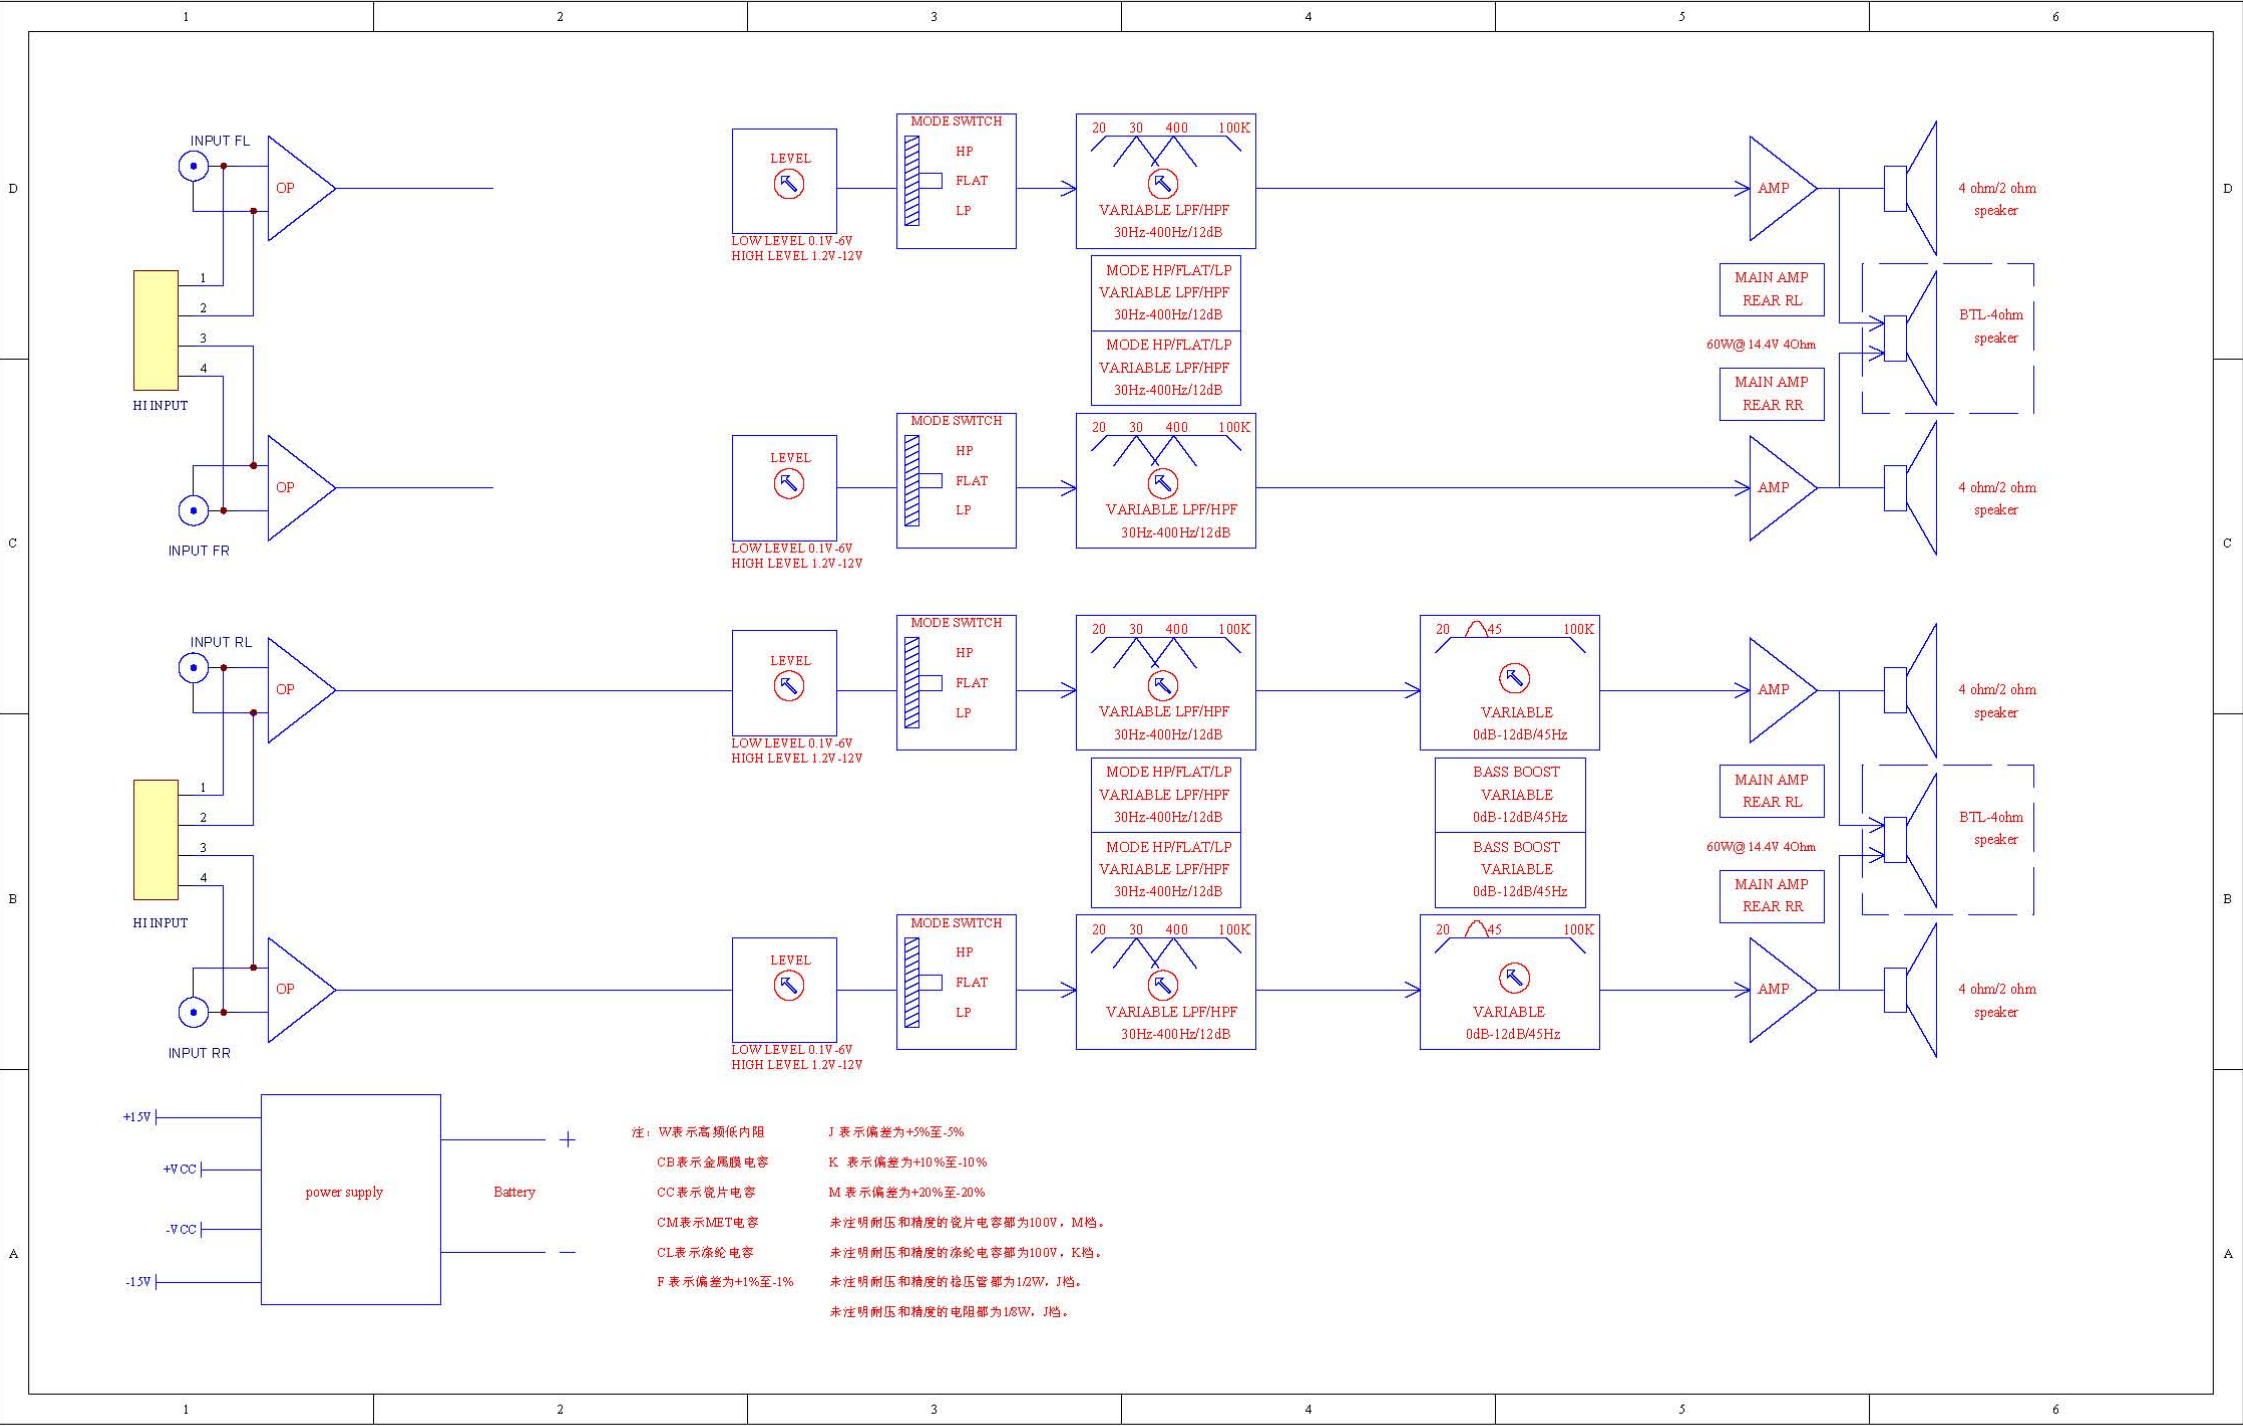 1 2 3 4 5 6
D
INPUT FL
OP
1
2
3
4
HI INPUT
LEVEL
LOW LEVEL 0.1V-6V
HIGH LEVEL 1.2V-12V
MODE SWITCH
HP
FLAT
LP
20 30 400 100K
VARIABLE LPF/HPF
30Hz-400Hz/12dB
MODE HP/FLAT/LP
VARIABLE LPF/HPF
30Hz-400Hz/12dB
MODE HP/FLAT/LP
VARIABLE LPF/HPF
30Hz-400Hz/12dB
AMP
4 ohm/2 ohm
speaker
MAIN AMP
REAR RL
60W@14.4V 4Ohm
MAIN AMP
REAR RR
BTL-4ohm
speaker
D
C
OP
INPUT FR
LEVEL
LOW LEVEL 0.1V-6V
HIGH LEVEL 1.2V-12V
MODE SWITCH
HP
FLAT
LP
20 30 400 100K
VARIABLE LPF/HPF
30Hz-400Hz/12dB
AMP
4 ohm/2 ohm
speaker
C
INPUT RL
OP
1
2
3
4
HI INPUT
LEVEL
LOW LEVEL 0.1V-6V
HIGH LEVEL 1.2V-12V
MODE SWITCH
HP
FLAT
LP
20 30 400 100K
VARIABLE LPF/HPF
30Hz-400Hz/12dB
MODE HP/FLAT/LP
VARIABLE LPF/HPF
30Hz-400Hz/12dB
MODE HP/FLAT/LP
VARIABLE LPF/HPF
30Hz-400Hz/12dB
20 45 100K
VARIABLE
0dB-12dB/45Hz
BASS BOOST
VARIABLE
0dB-12dB/45Hz
BASS BOOST
VARIABLE
0dB-12dB/45Hz
AMP
4 ohm/2 ohm
speaker
MAIN AMP
REAR RL
60W@14.4V 4Ohm
MAIN AMP
REAR RR
BTL-4ohm
speaker
B
B
OP
INPUT RR
LEVEL
LOW LEVEL 0.1V-6V
HIGH LEVEL 1.2V-12V
MODE SWITCH
HP
FLAT
LP
20 30 400 100K
VARIABLE LPF/HPF
30Hz-400Hz/12dB
20 45 100K
VARIABLE
0dB-12dB/45Hz
AMP
4 ohm/2 ohm
speaker
+15V
+VCC
-VCC
-15V
power supply
+
Battery
—
注：W表示高频低内阻 J 表示偏差为+5%至-5%
CB表示金属膜电容 K 表示偏差为+10%至-10%
CC表示瓷片电容 M 表示偏差为+20%至-20%
CM表示MET电容 未注明耐压和精度的瓷片电容都为100V，M档。
CL表示涤纶电容 未注明耐压和精度的涤纶电容都为100V，K档。
F 表示偏差为+1%至-1% 未注明耐压和精度的稳压管都为1/2W，J档。
未注明耐压和精度的电阻都为1/8W，J档。
A
A
1 2 3 4 5 6